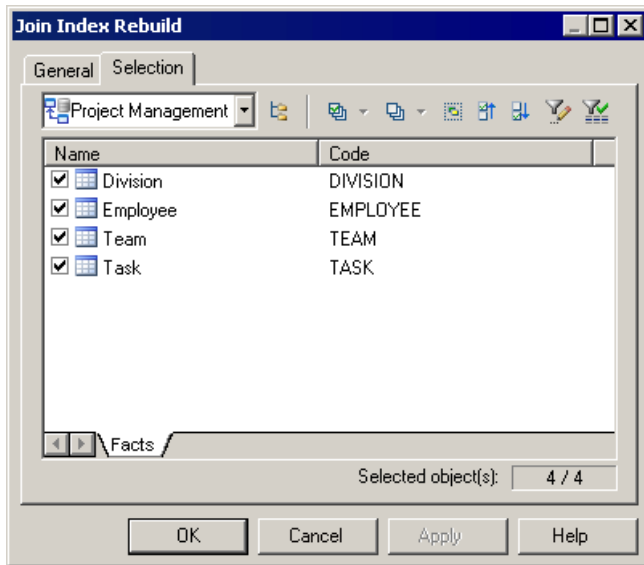 Join Index Rebuild
General Selection
Project Management
Name Code
Division DIVISION
Employee EMPLOYEE
Team TEAM
Task TASK
Facts
Selected object(s): 4 / 4
OK Cancel Apply Help